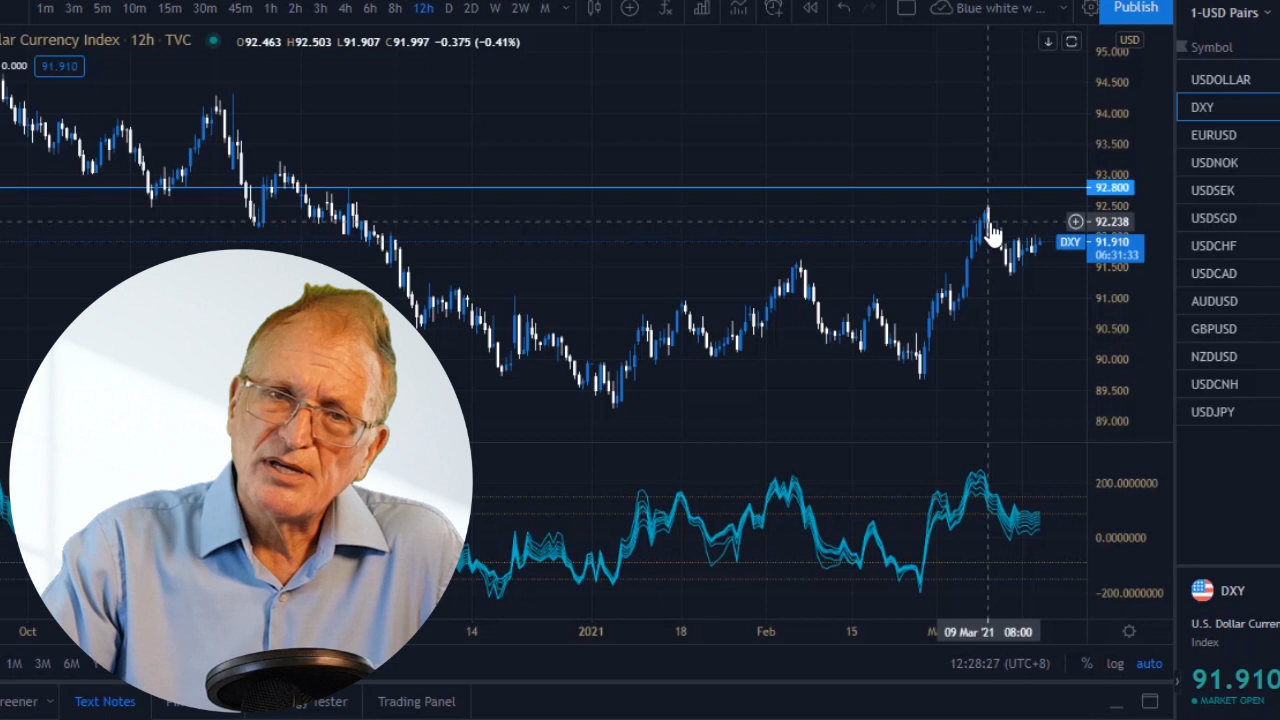 1m 3m 5m 10m 15m 30m 45m 1h 2h 3h 4h 6h 8h 12h D 2D W 2W M Blue white w ... Publish
1-USD Pairs
lar Currency Index · 12h · TVC O92.463 H92.503 L91.907 C91.997 −0.375 (−0.41%)
USD
Symbol
0.000 91.910
95.000
94.500
94.000
93.500
93.000
92.800
92.500
92.238
DXY 91.910
06:31:33
91.500
91.000
90.500
90.000
89.500
89.000
200.0000000
0.0000000
−200.0000000
USDOLLAR
DXY
EURUSD
USDNOK
USDSEK
USDSGD
USDCHF
USDCAD
AUDUSD
GBPUSD
NZDUSD
USDCNH
USDJPY
Oct 14 2021 18 Feb 15 09 Mar '21 08:00
DXY
U.S. Dollar Curren
Index
91.910
MARKET OPEN
1M 3M 6M 12:28:27 (UTC+8) % log auto
reener Text Notes Tester Trading Panel